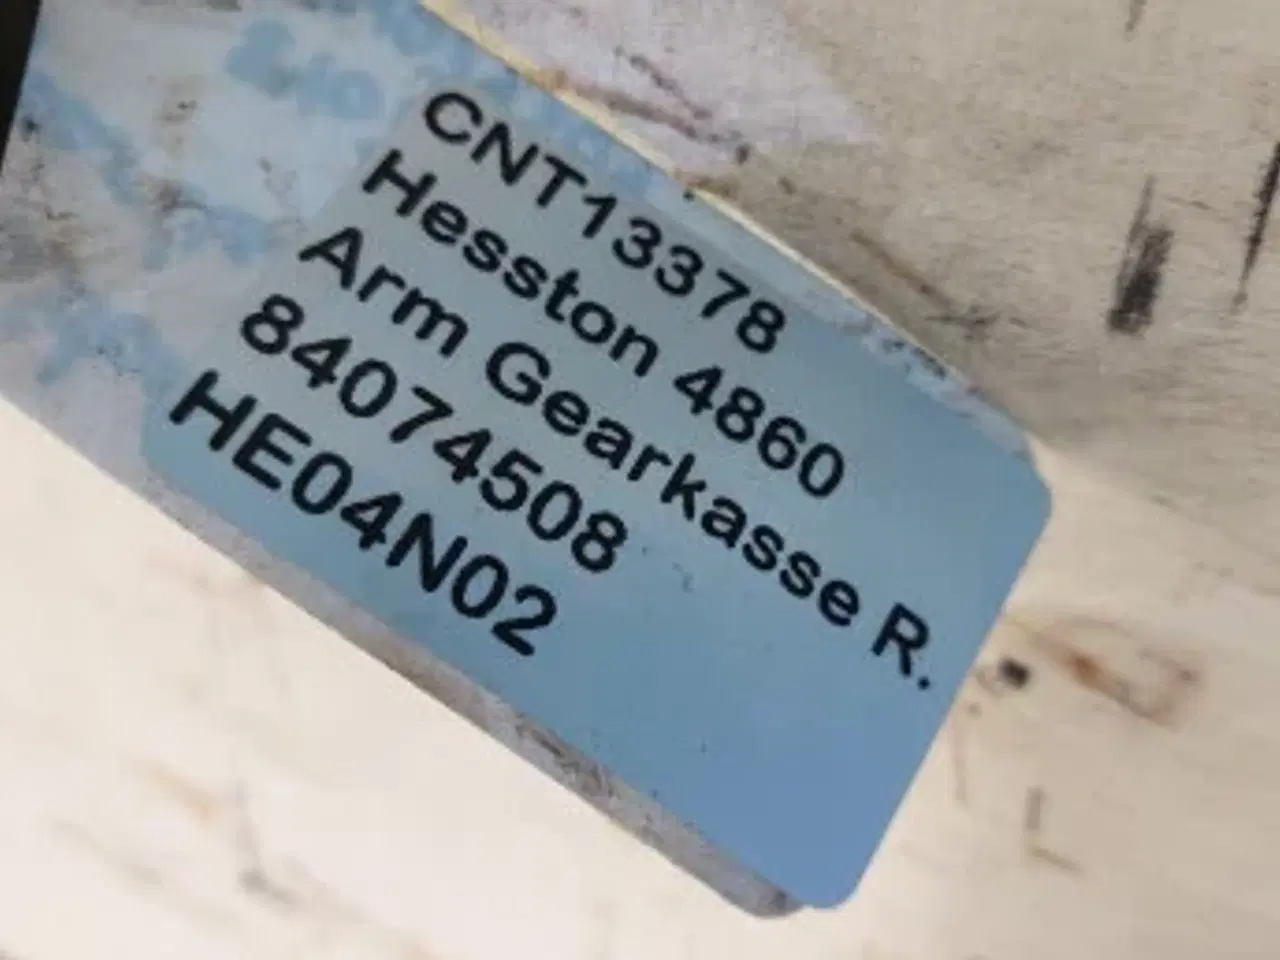 CNT13378
Hesston 4860
Arm Gearkasse R.
84074508
HE04N02